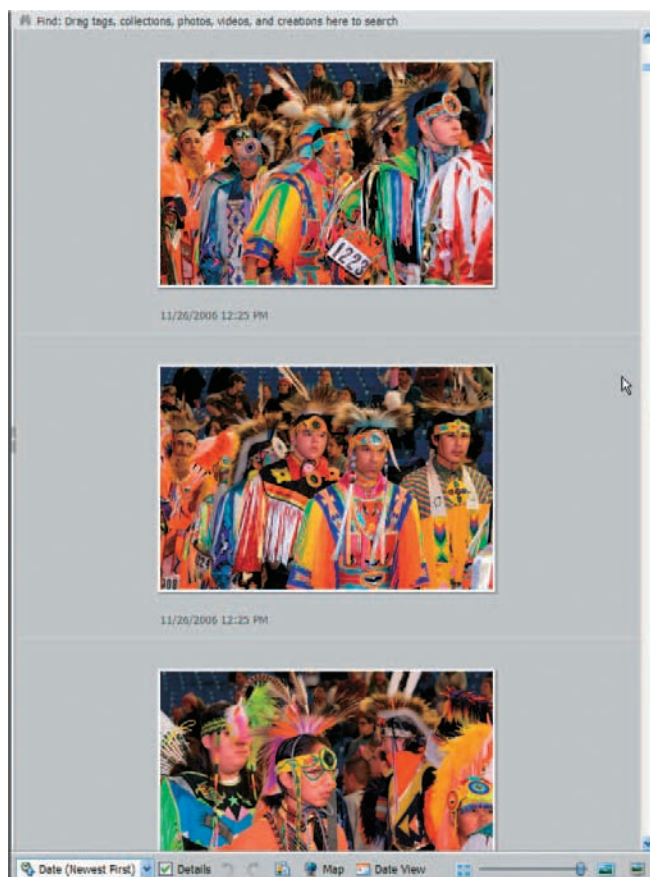 Find: Drag tags, collections, photos, videos, and creations here to search
1223
11/26/2006 12:25 PM
11/26/2006 12:25 PM
Date (Newest First) Details Map Date View